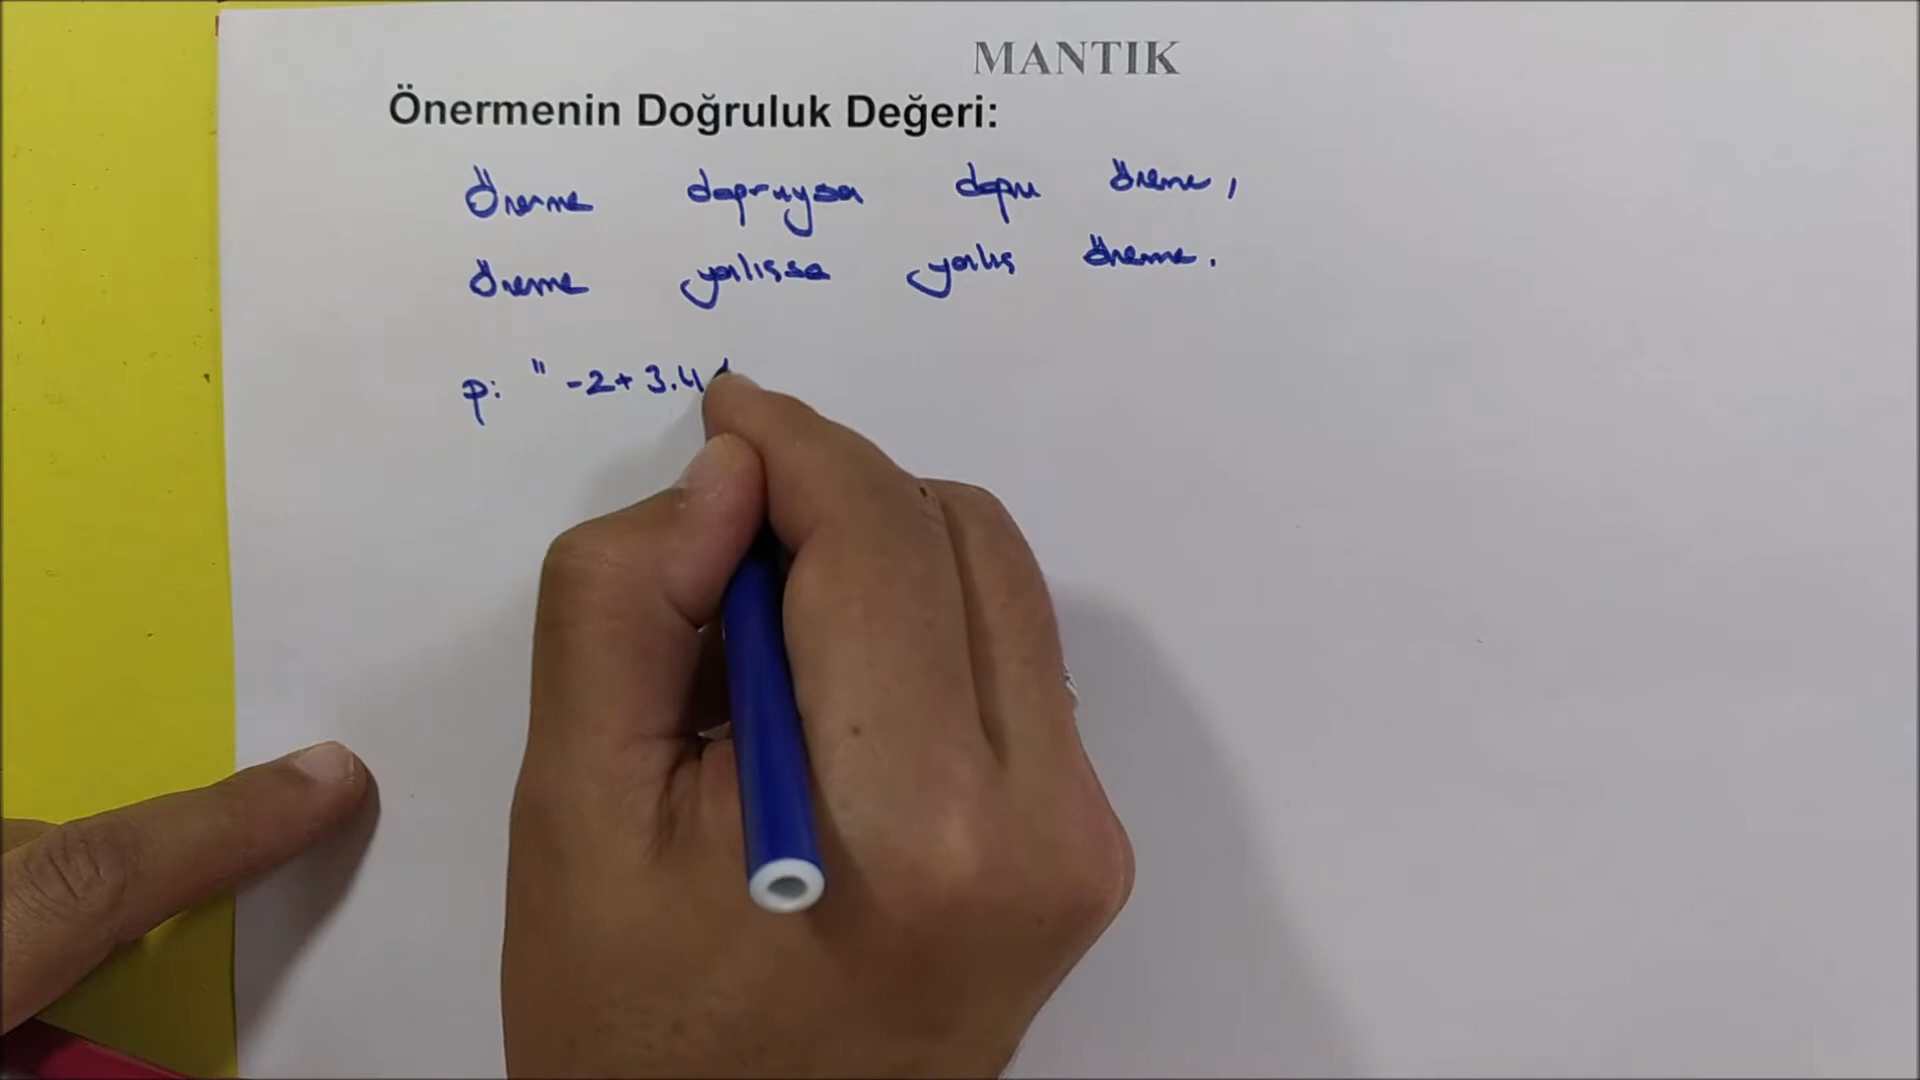 MANTIK
Önermenin Doğruluk Değeri:
Önerme doğruysa doğru önerme,
önerme yanlışsa yanlış önerme.
p: " -2+3.4